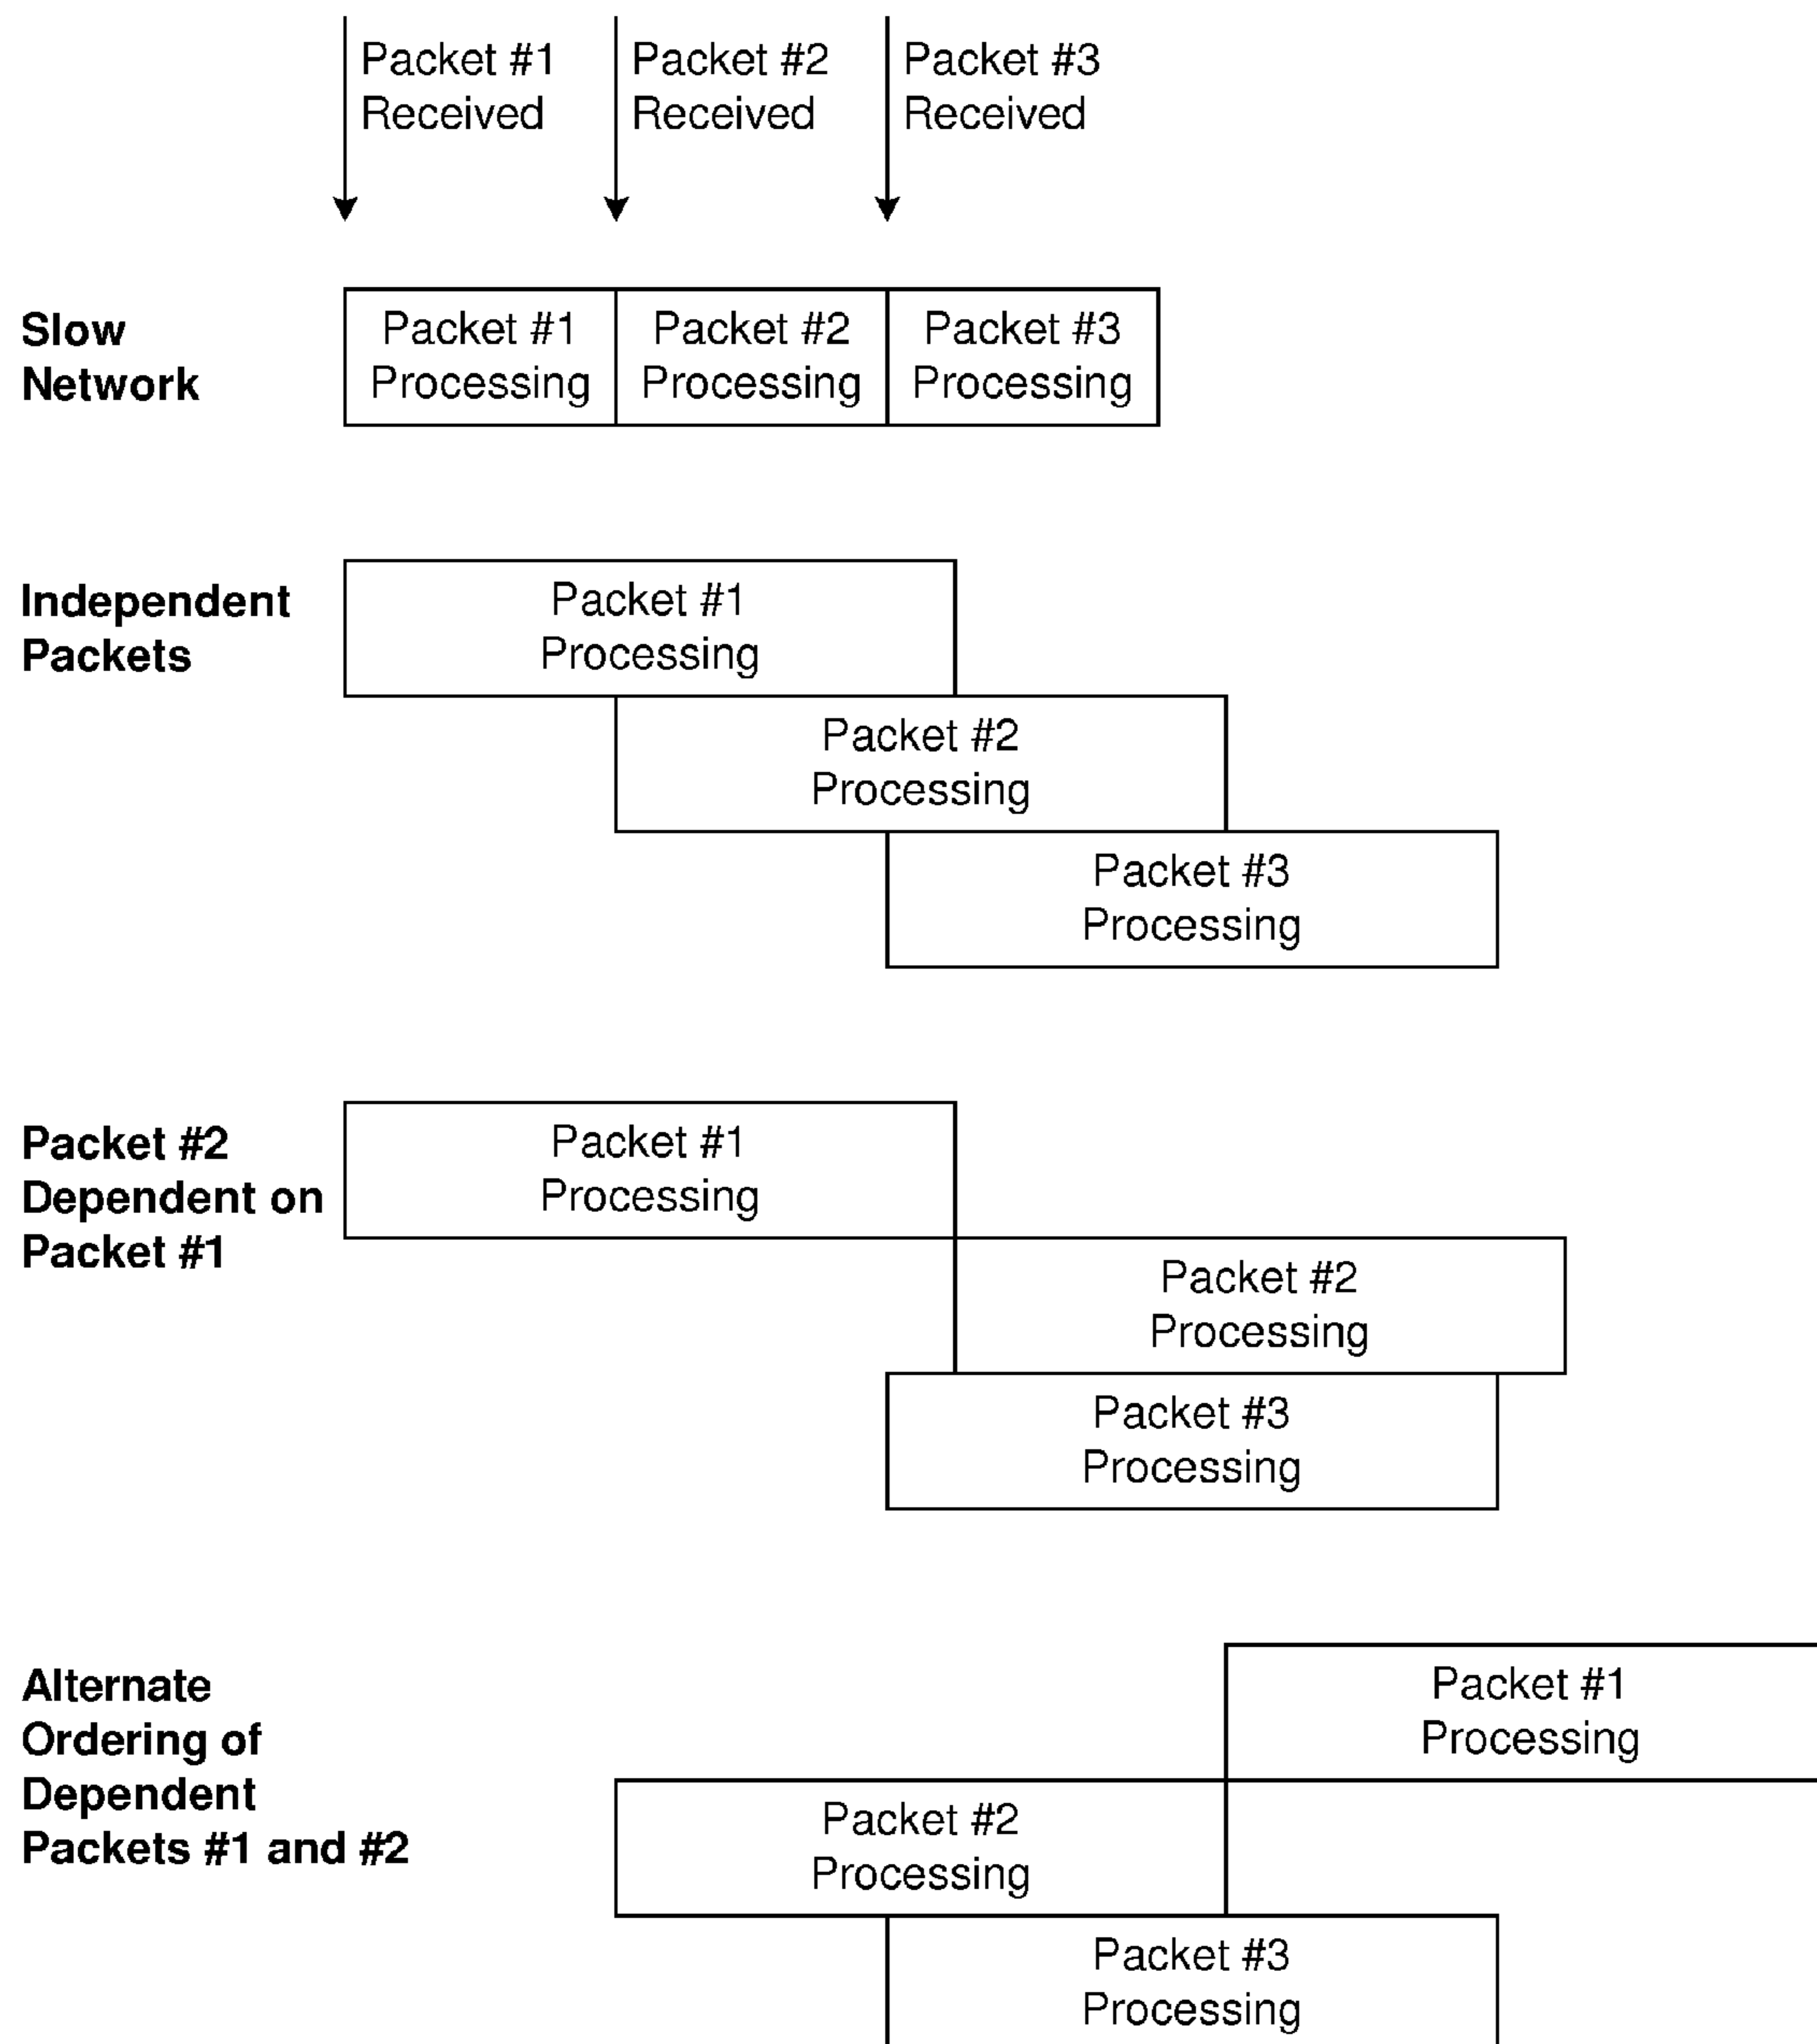 Packet #1
Received
Packet #2
Received
Packet #3
Received
Slow
Network
Packet #1
Processing
Packet #2
Processing
Packet #3
Processing
Independent
Packets
Packet #1
Processing
Packet #2
Processing
Packet #3
Processing
Packet #2
Dependent on
Packet #1
Packet #1
Processing
Packet #2
Processing
Packet #3
Processing
Alternate
Ordering of
Dependent
Packets #1 and #2
Packet #1
Processing
Packet #2
Processing
Packet #3
Processing